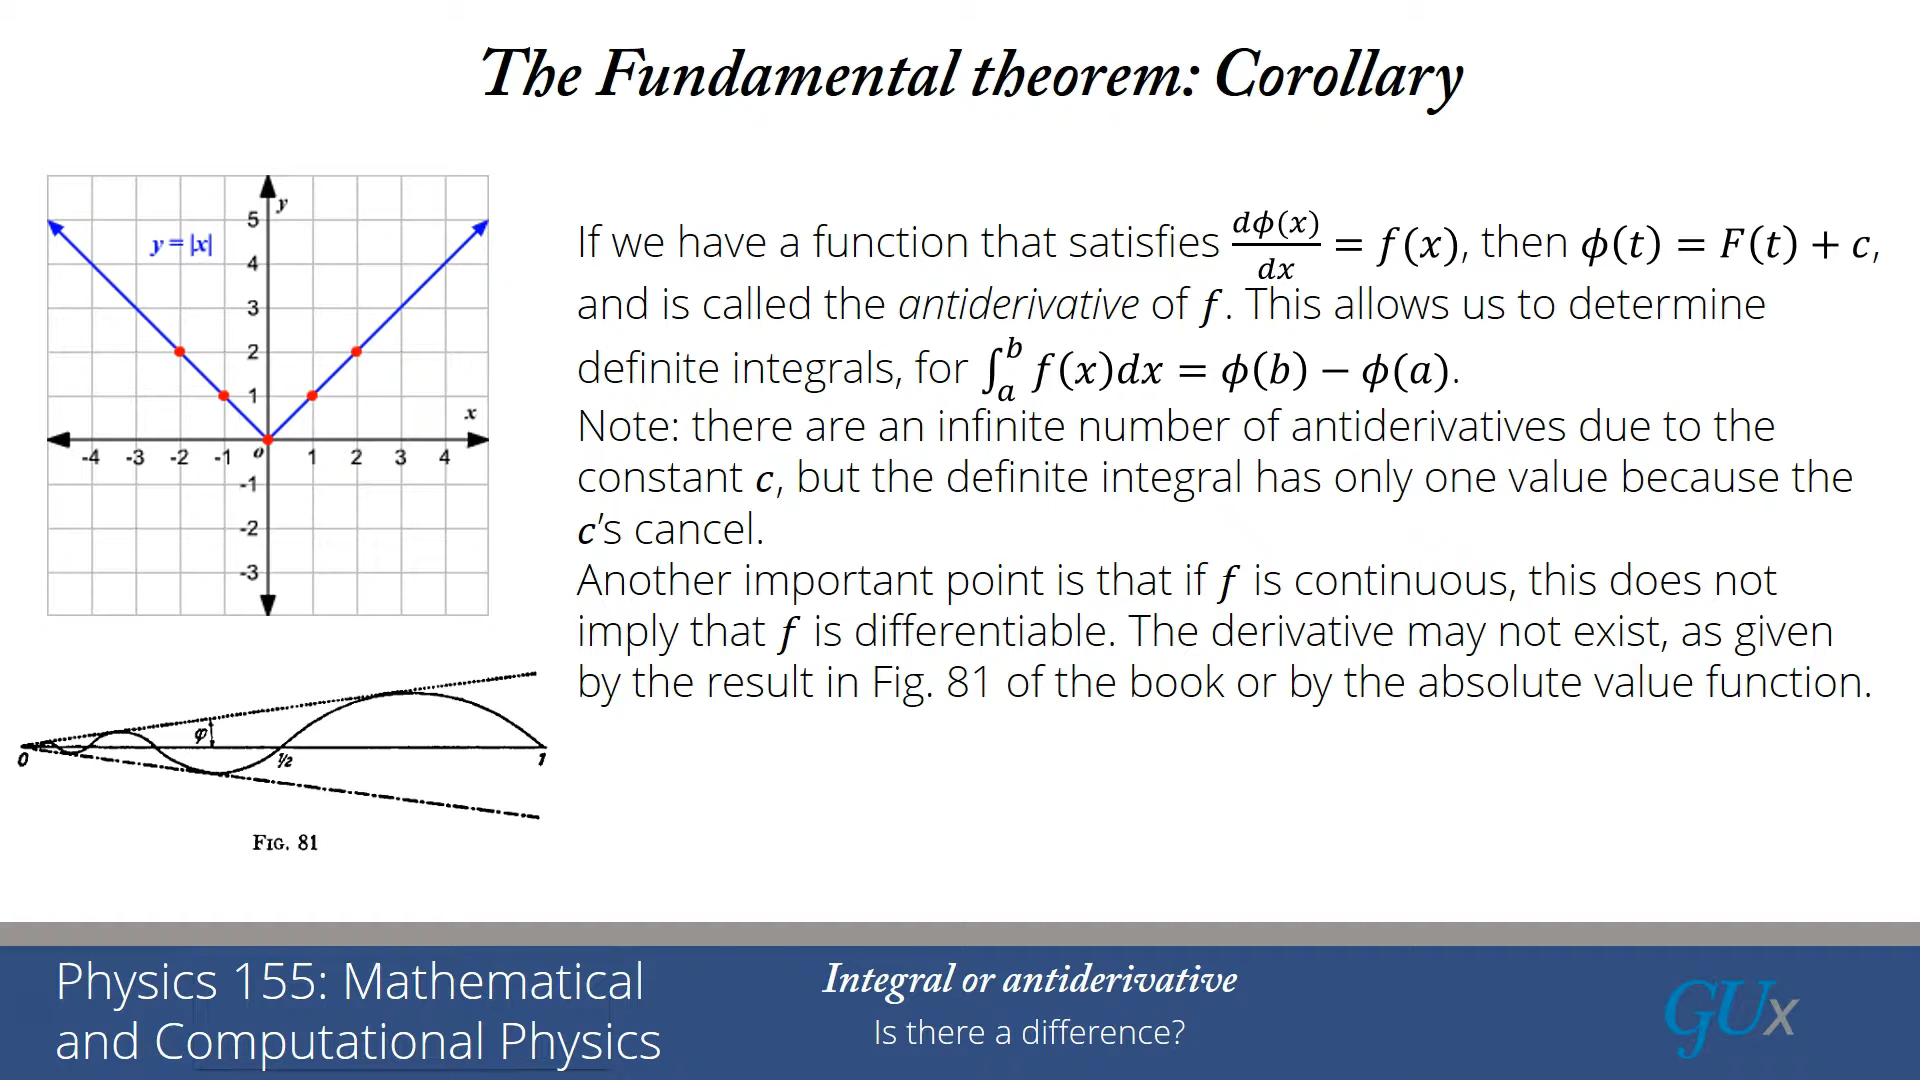 The Fundamental theorem: Corollary
y
5
y = |x|
4
3
2
1
x
-4 -3 -2 -1 o 1 2 3 4
-1
-2
-3
If we have a function that satisfies dϕ(x)/dx = f(x), then ϕ(t) = F(t) + c,
and is called the antiderivative of f. This allows us to determine
definite integrals, for ∫_a^b f(x)dx = ϕ(b) − ϕ(a).
Note: there are an infinite number of antiderivatives due to the
constant c, but the definite integral has only one value because the
c’s cancel.
Another important point is that if f is continuous, this does not
imply that f is differentiable. The derivative may not exist, as given
by the result in Fig. 81 of the book or by the absolute value function.
φ
0 ½ 1
FIG. 81
Physics 155: Mathematical
and Computational Physics
Integral or antiderivative
Is there a difference?
GUx